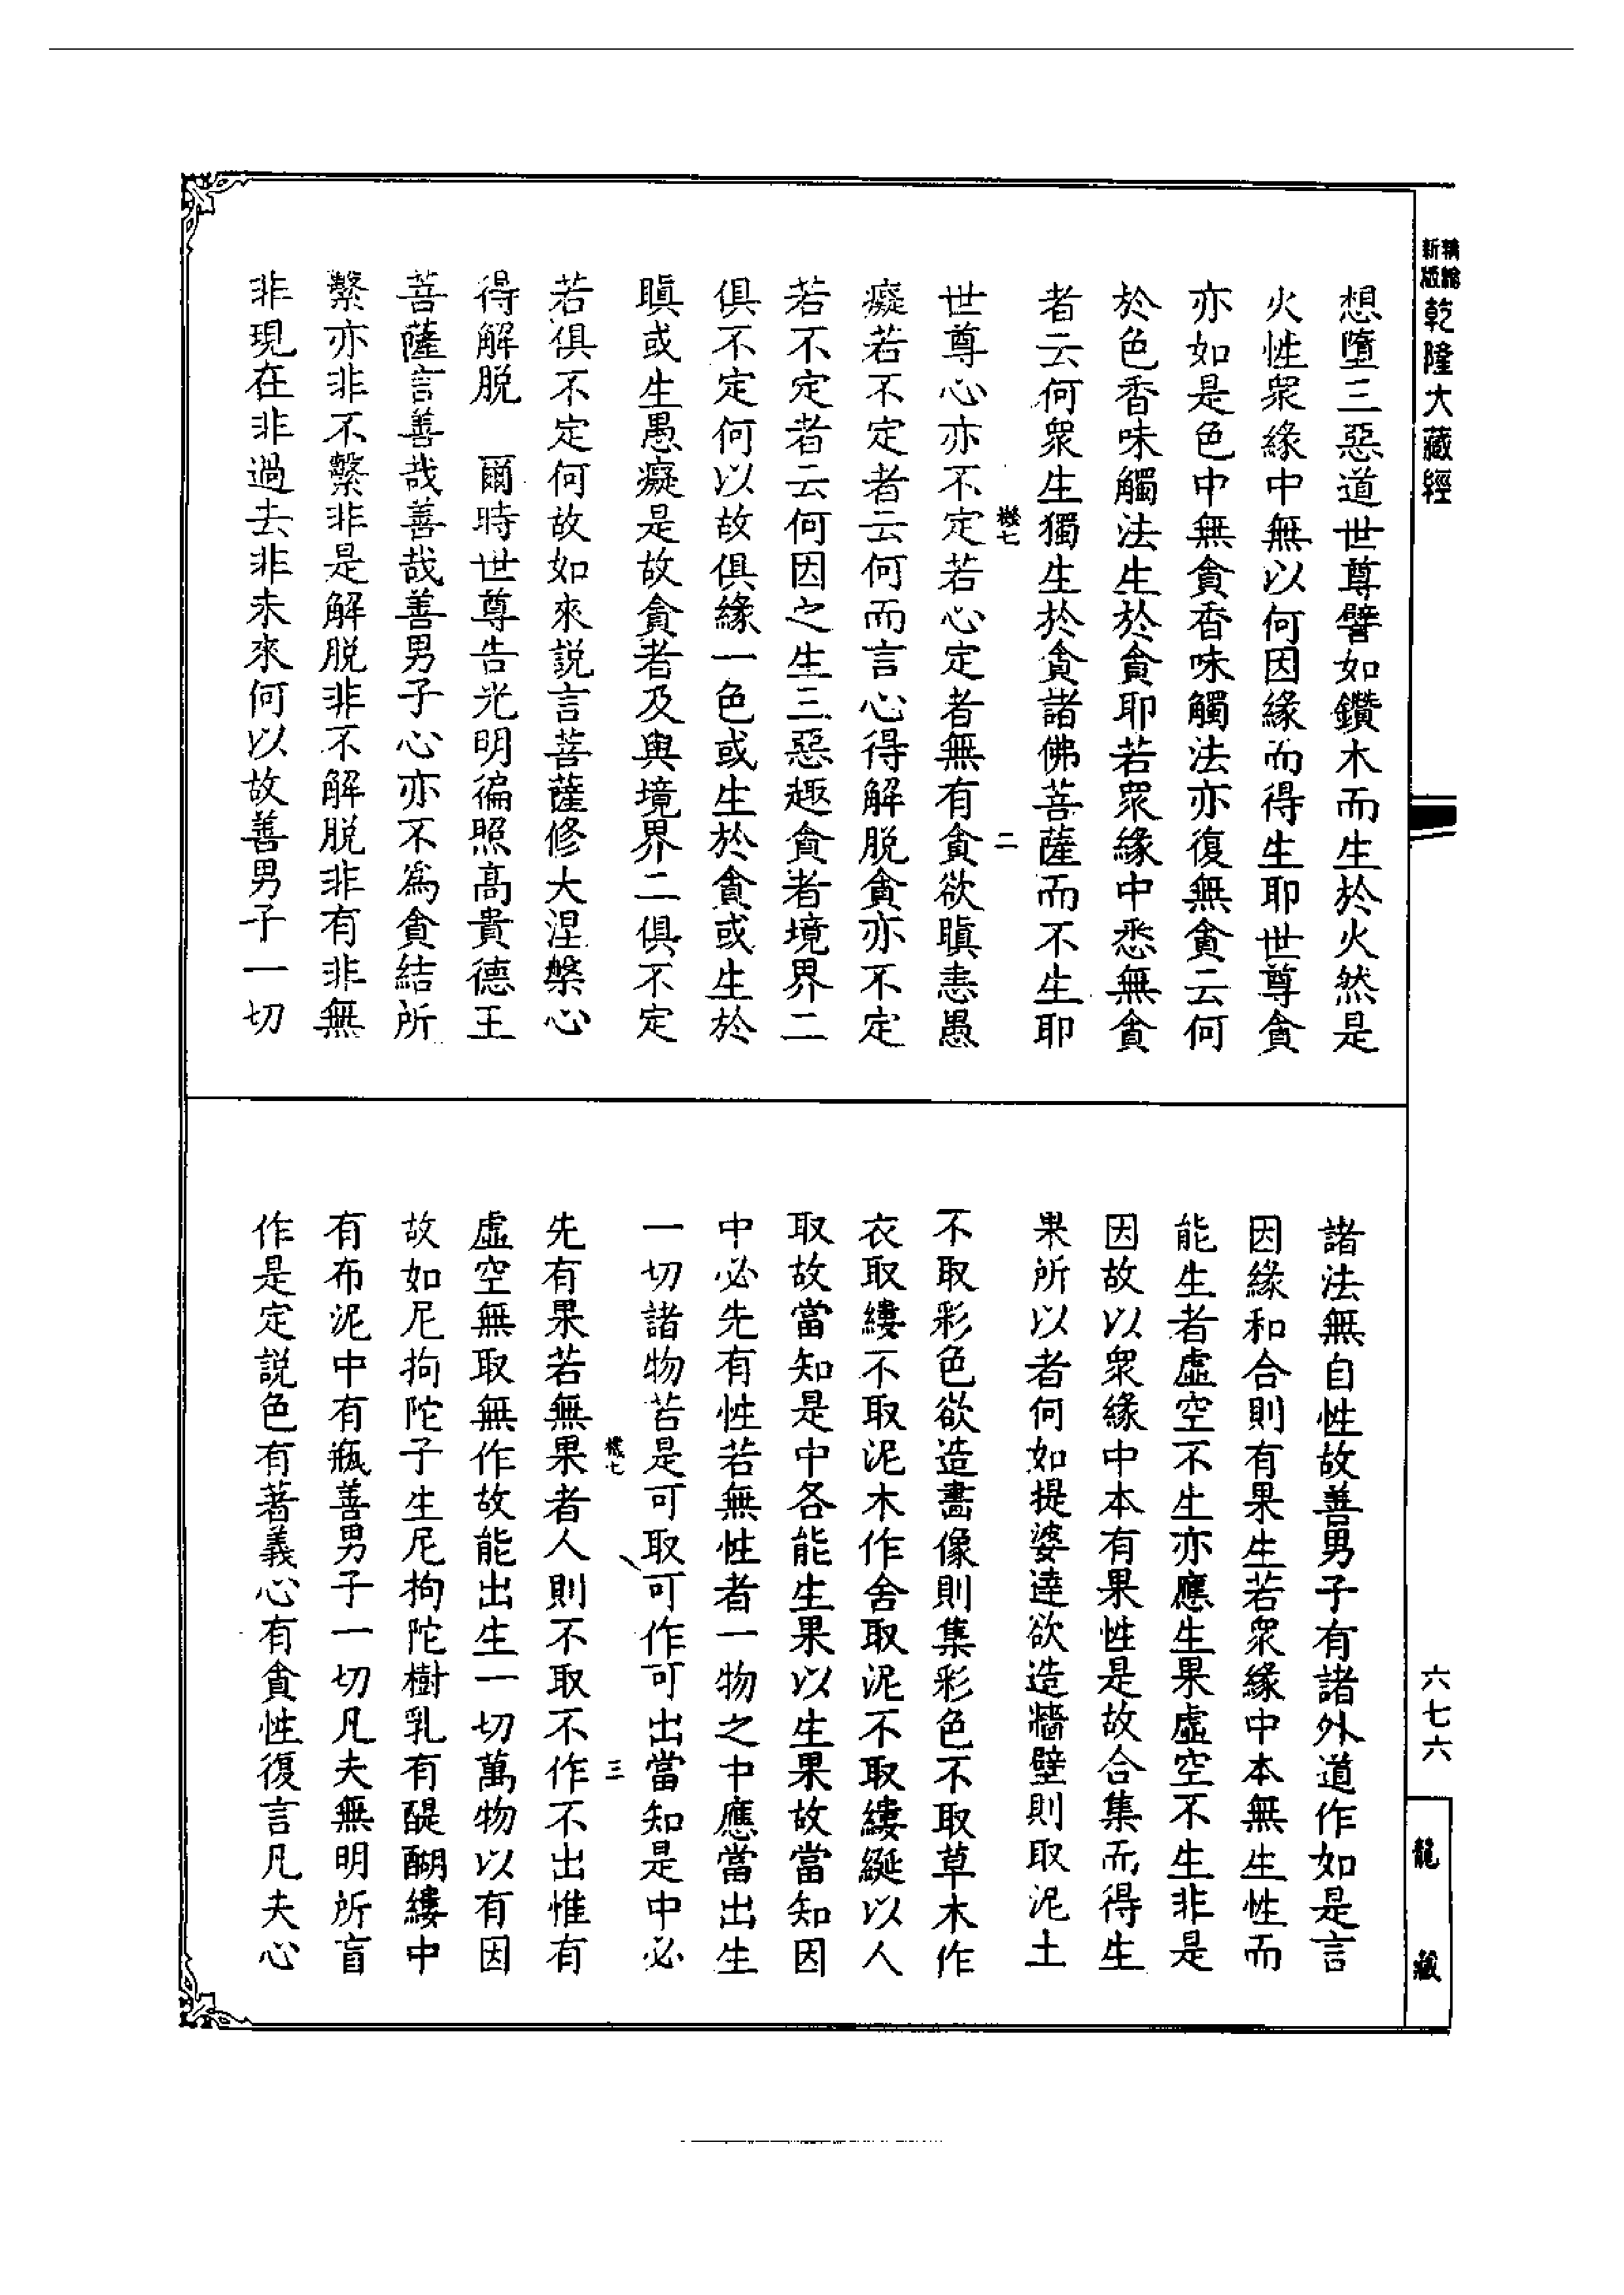 精縮新版乾隆大藏經
想墮三惡道世尊譬如鑽木而生於火然是
火性眾緣中無以何因緣而得生耶世尊貪
亦如是色中無貪香味觸法亦復無貪云何
於色香味觸法生於貪耶若眾緣中悉無貪
者云何眾生獨生於貪諸佛菩薩而不生耶
二
世尊心亦不定若心定者無有貪欲瞋恚愚
癡若不定者云何而言心得解脱貪亦不定
若不定者云何因之生三惡趣貪者境界二
俱不定何以故俱緣一色或生於貪或生於
瞋或生愚癡是故貪者及與境界二俱不定
若俱不定何故如來説言菩薩修大涅槃心
得解脱　爾時世尊告光明徧照高貴德王
菩薩言善哉善哉善男子心亦不為貪結所
繫亦非不繫非是解脱非不解脱非有非無
非現在非過去非未來何以故善男子一切
諸法無自性故善男子有諸外道作如是言
因緣和合則有果生若眾緣中本無生性而
能生者虛空不生亦應生果虛空不生非是
因故以眾緣中本有果性是故合集而得生
果所以者何如提婆達欲造牆壁則取泥土
不取彩色欲造畫像則集彩色不取草木作
衣取縷不取泥木作舍取泥不取縷綖以人
取故當知是中各能生果以生果故當知因
中必先有性若無性者一物之中應當出生
一切諸物若是可取可作可出當知是中必
三
先有果若無果者人則不取不作不出惟有
虛空無取無作故能出生一切萬物以有因
故如尼拘陀子生尼拘陀樹乳有醍醐縷中
有布泥中有瓶善男子一切凡夫無明所盲
作是定説色有著義心有貪性復言凡夫心
六七六
龍藏